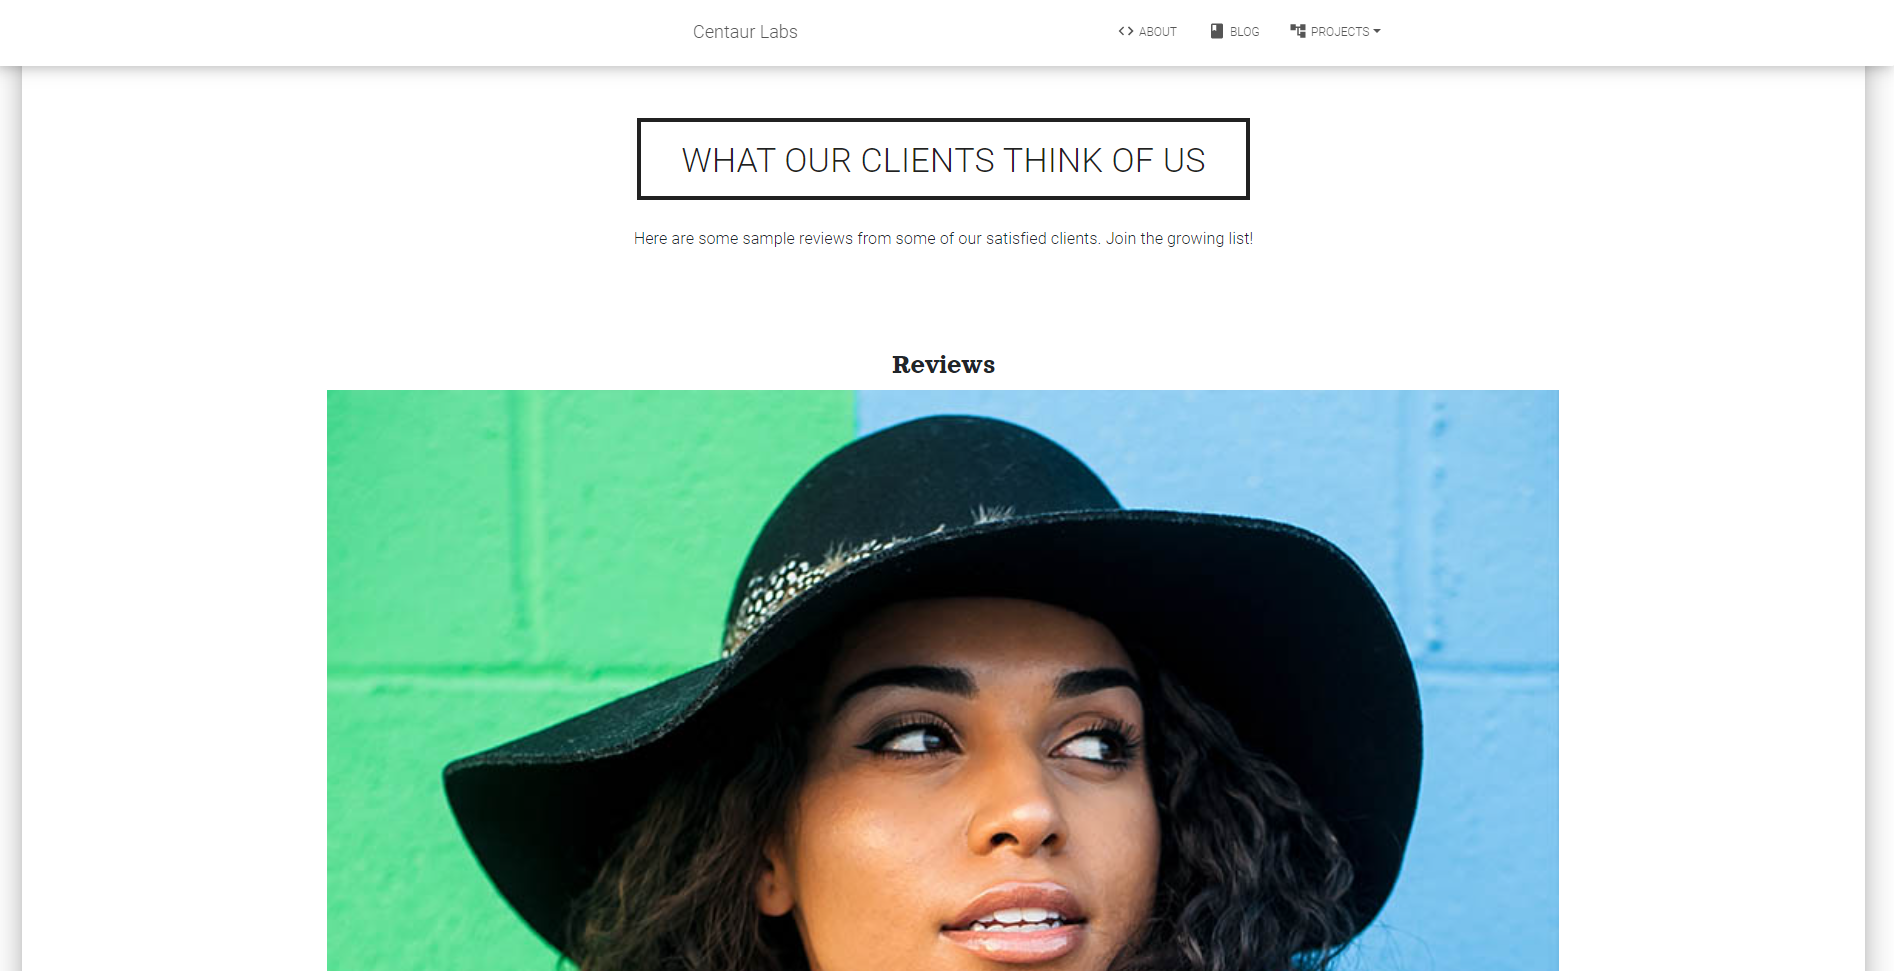 Centaur Labs
ABOUT
BLOG
PROJECTS
WHAT OUR CLIENTS THINK OF US
Here are some sample reviews from some of our satisfied clients. Join the growing list!
Reviews